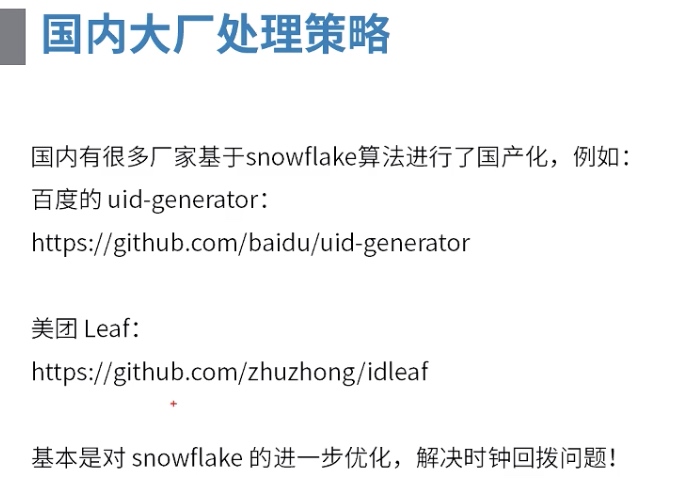 国内大厂处理策略
国内有很多厂家基于snowflake算法进行了国产化，例如：
百度的 uid-generator：
https://github.com/baidu/uid-generator
美团 Leaf：
https://github.com/zhuzhong/idleaf
基本是对 snowflake 的进一步优化，解决时钟回拨问题！